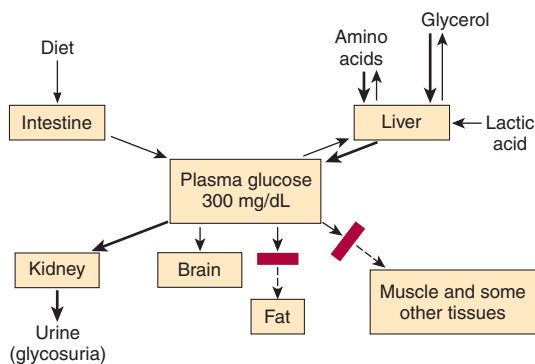 Glycerol
Amino
acids
Diet
Intestine
Liver
Lactic
acid
Plasma glucose
300 mg/dL
Kidney
Brain
Fat
Muscle and some
other tissues
Urine
(glycosuria)